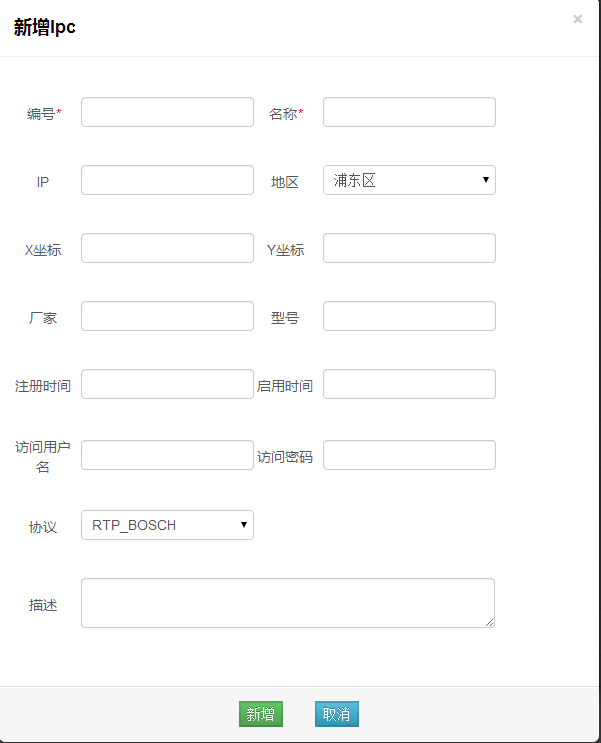 新增Ipc ×
编号* 名称*
IP 地区 浦东区
X坐标 Y坐标
厂家 型号
注册时间 启用时间
访问用户
名 访问密码
协议 RTP_BOSCH
描述
新增 取消